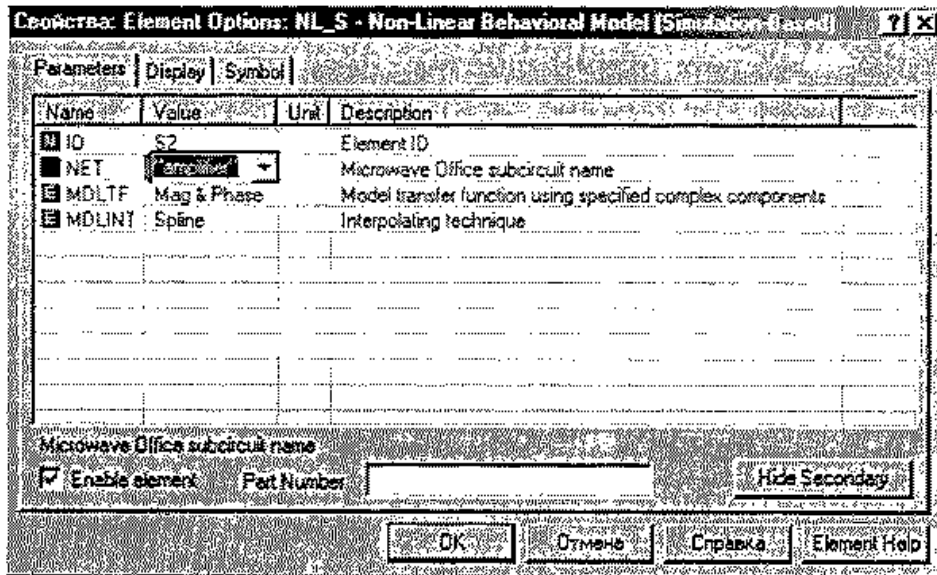 Свойства: Element Options: NL_S - Non-Linear Behavioral Model (Simulation-Based)
Parameters Display Symbol
Name Value Unit Description
ID S2 Element ID
NET "amplifier" Microwave Office subcircuit name
MDLTF Mag & Phase Model transfer function using specified complex components
MDLINT Spline Interpolating technique
Microwave Office subcircuit name
Enable element Part Number Hide Secondary
OK Отмена Справка Element Help